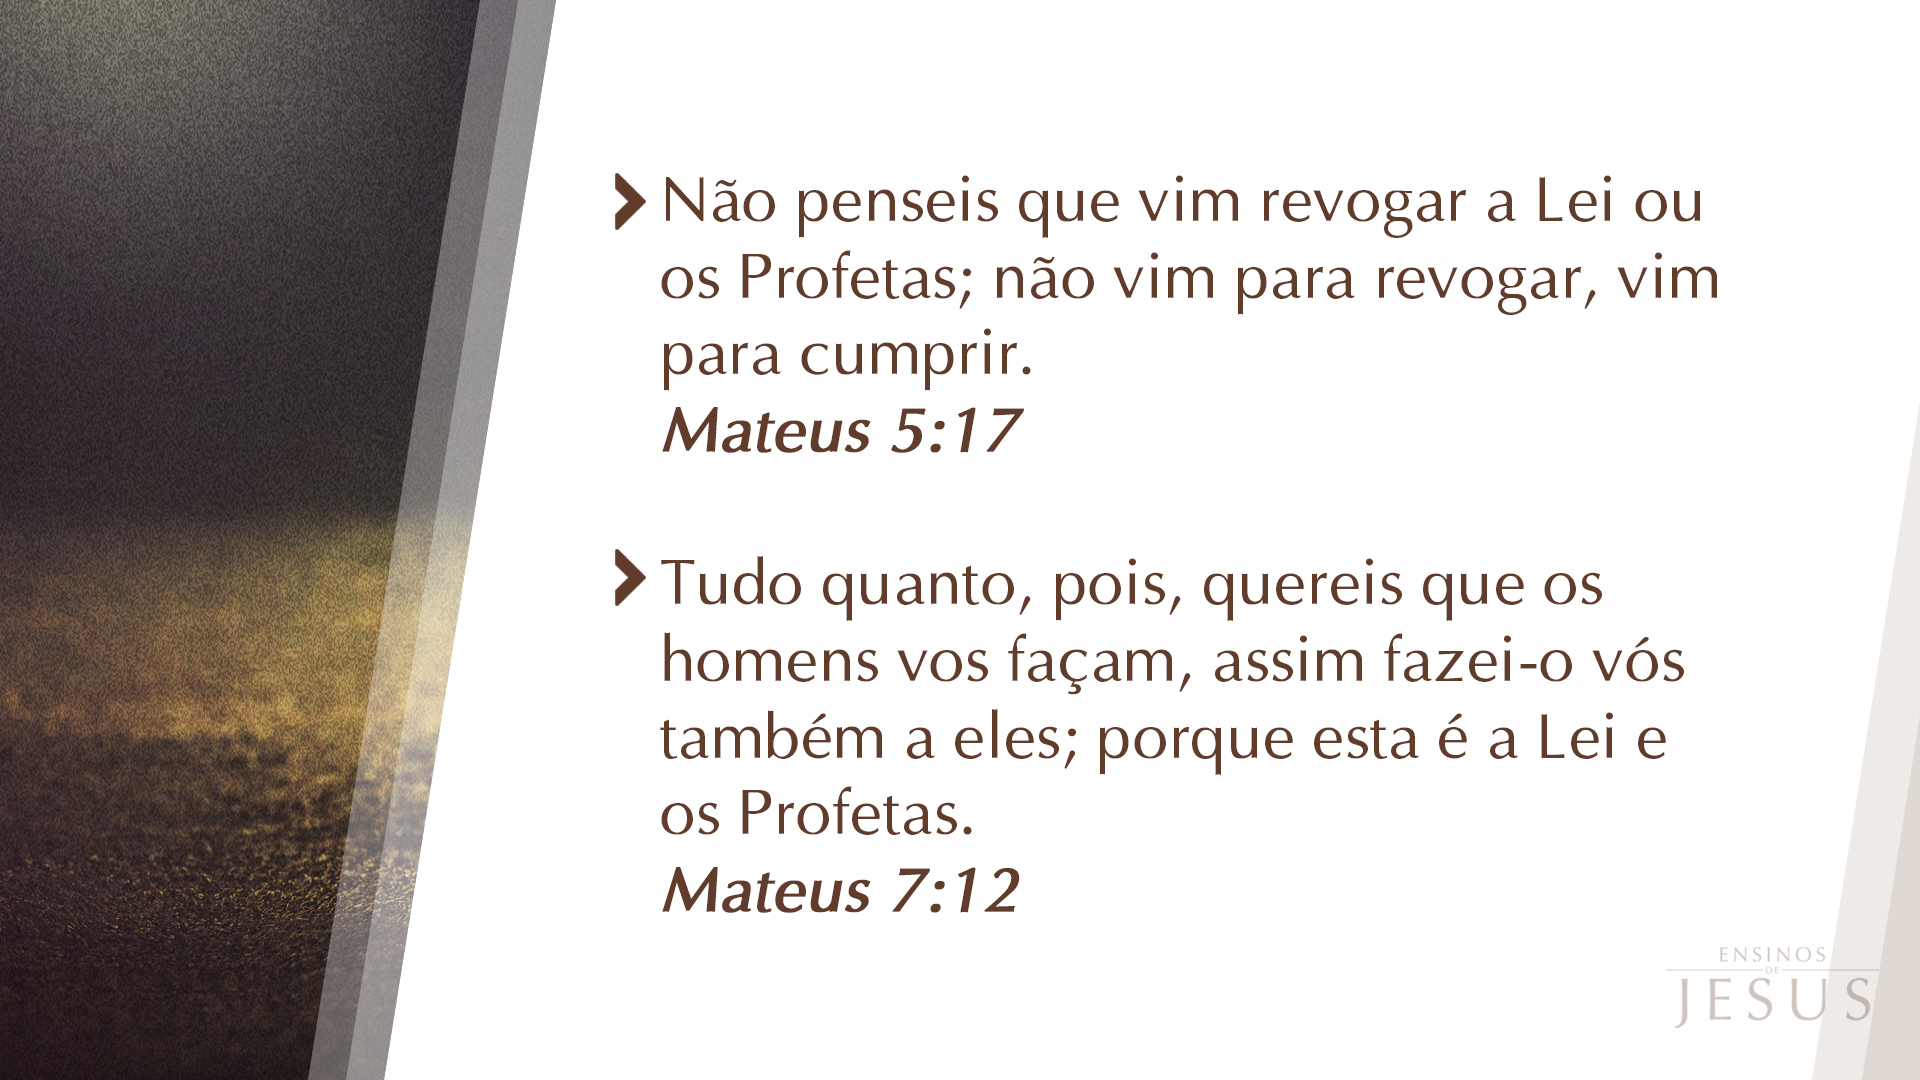 Não penseis que vim revogar a Lei ou
os Profetas; não vim para revogar, vim
para cumprir.
Mateus 5:17
Tudo quanto, pois, quereis que os
homens vos façam, assim fazei-o vós
também a eles; porque esta é a Lei e
os Profetas.
Mateus 7:12
ENSINOS
DE
JESUS